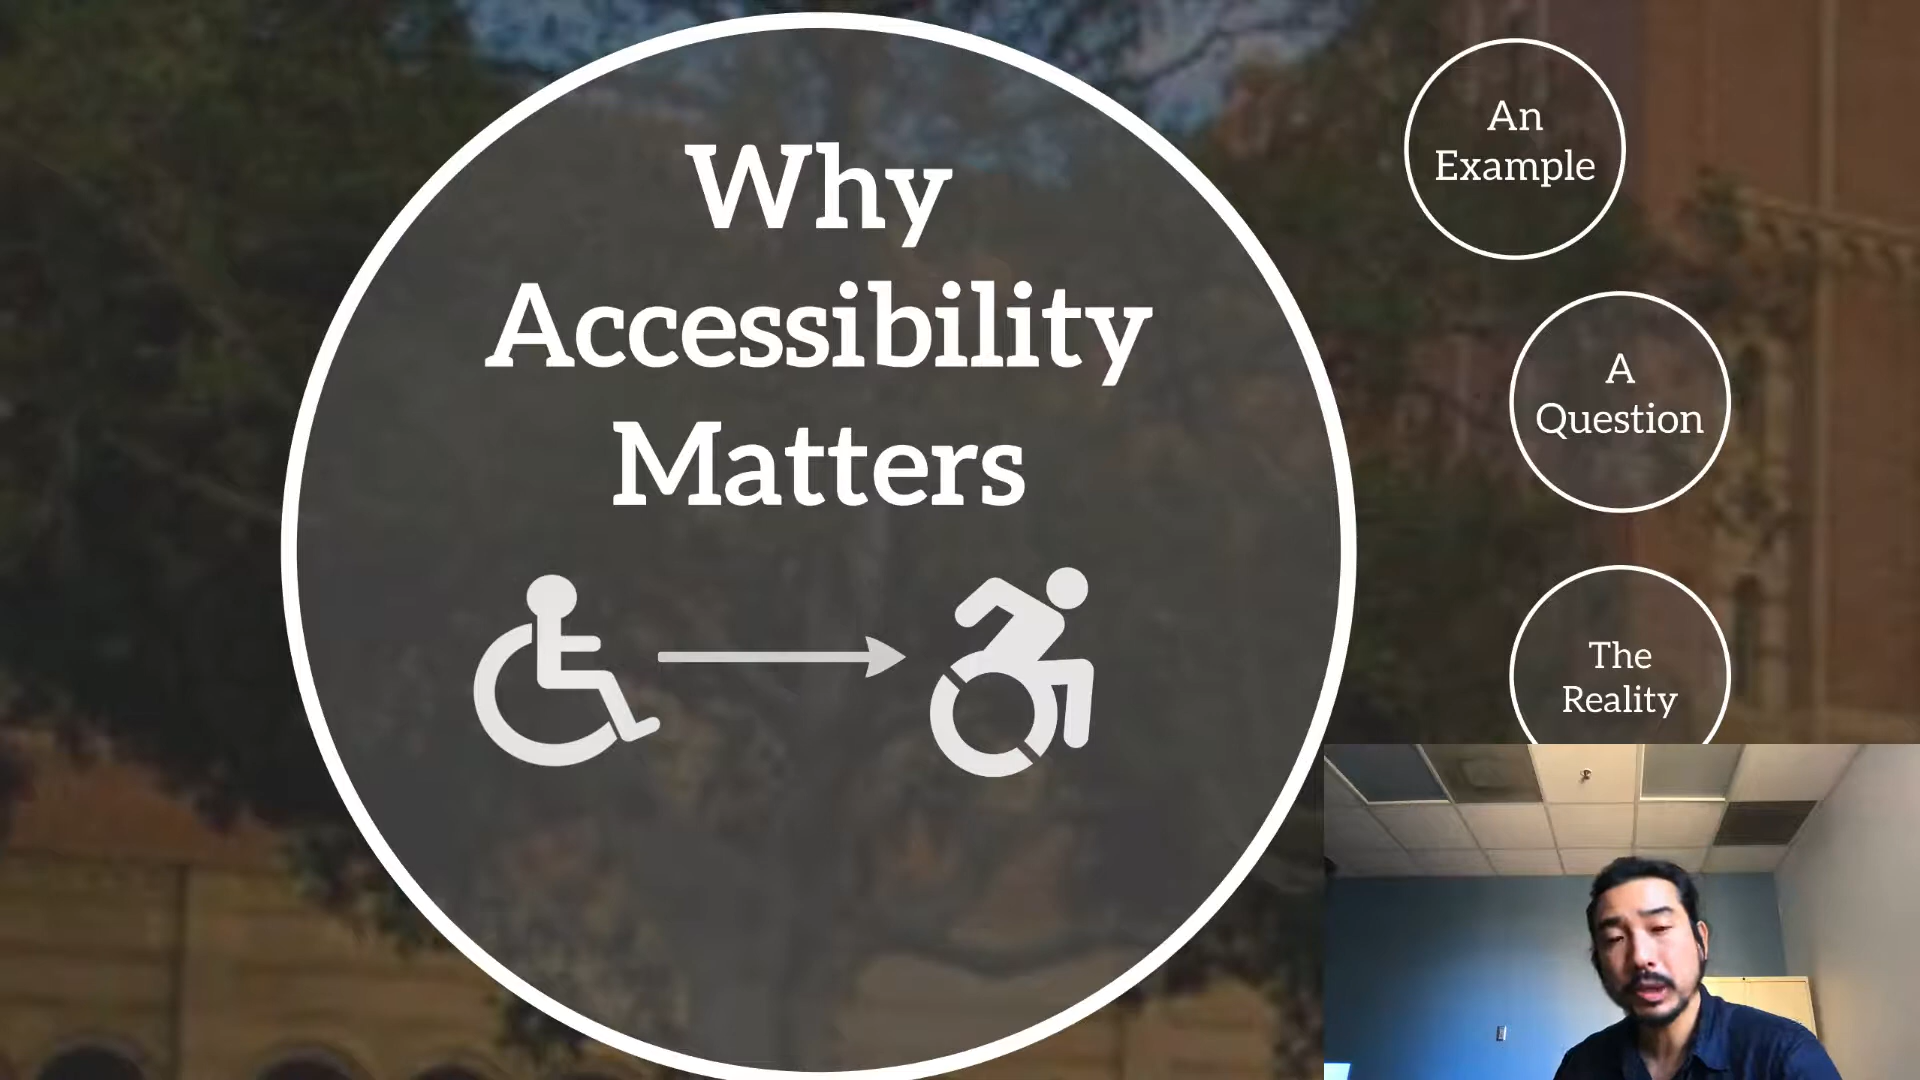 Why
Accessibility
Matters
An
Example
A
Question
The
Reality